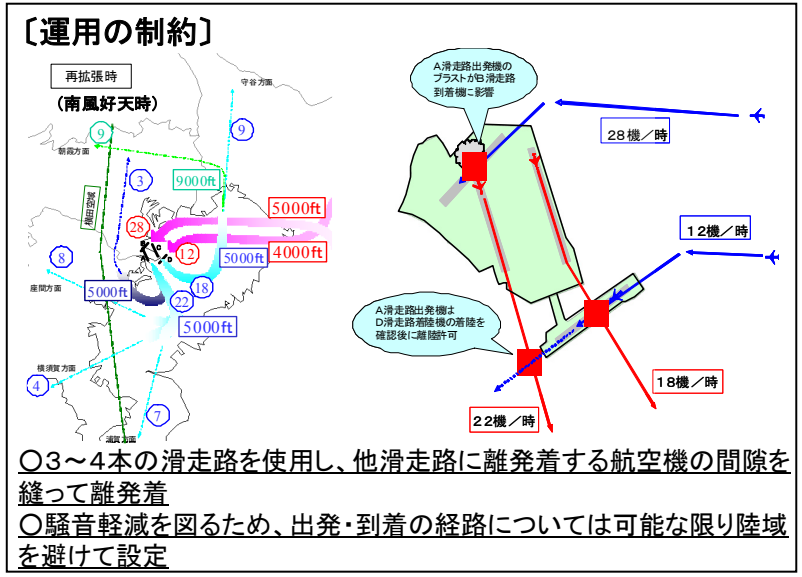 〔運用の制約〕
再拡張時
(南風好天時)
守谷方面
9
9
朝霞方面
3
9000ft
横田空域
5000ft
28
4000ft
12
5000ft
8
18
座間方面
5000ft
22
5000ft
横須賀方面
4
7
浦賀方面
A滑走路出発機の
ブラストがB滑走路
到着機に影響
28機/時
12機/時
A滑走路出発機は
D滑走路着陸機の着陸を
確認後に離陸許可
18機/時
22機/時
○3~4本の滑走路を使用し、他滑走路に離発着する航空機の間隙を
縫って離発着
○騒音軽減を図るため、出発・到着の経路については可能な限り陸域
を避けて設定